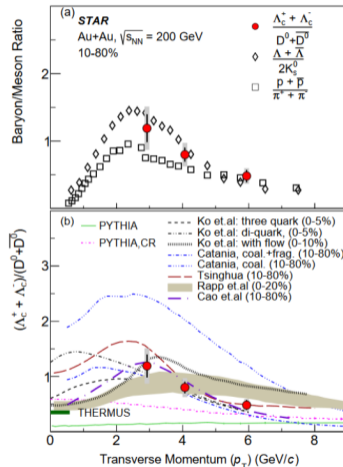 (a) STAR
Au+Au, √sNN = 200 GeV
10-80%
Λc+ + Λc-
D0+D̅0
Λ + Λ̅
2Ks0
p + p̅
π+ + π-
Baryon/Meson Ratio
2
1
0
(b)
PYTHIA
PYTHIA,CR
Ko et.al: three quark (0-5%)
Ko et.al: di-quark, (0-5%)
Ko et.al: with flow (0-10%)
Catania, coal.+frag. (10-80%)
Catania, coal. (10-80%)
Tsinghua (10-80%)
Rapp et.al (0-20%)
Cao et.al (10-80%)
(Λc+ + Λc-)/(D0+D̅0)
3
2
1
THERMUS
0 2 4 6 8
Transverse Momentum (pT) (GeV/c)